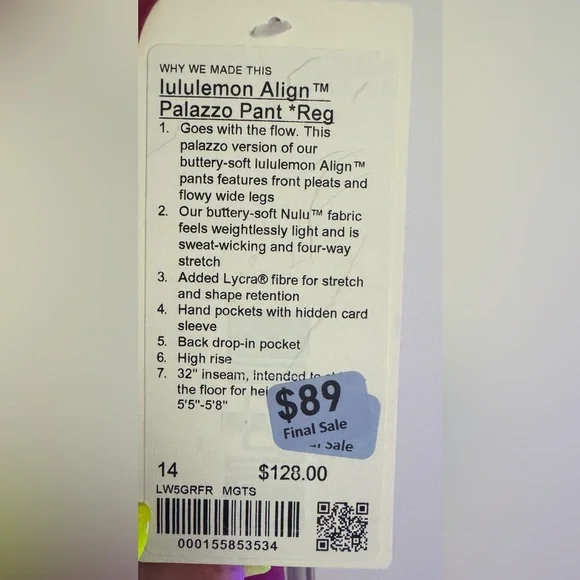 WHY WE MADE THIS
lululemon Align™
Palazzo Pant *Reg
1. Goes with the flow. This
palazzo version of our
buttery-soft lululemon Align™
pants features front pleats and
flowy wide legs
2. Our buttery-soft Nulu™ fabric
feels weightlessly light and is
sweat-wicking and four-way
stretch
3. Added Lycra® fibre for stretch
and shape retention
4. Hand pockets with hidden card
sleeve
5. Back drop-in pocket
6. High rise
7. 32" inseam, intended to
the floor for
5'5"-5'8"
$89
Final Sale
Sale
14 $128.00
LW5GRFR MGTS
000155853534